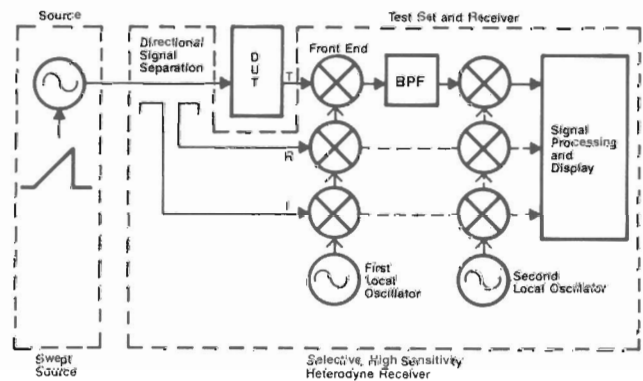 Source
Test Set and Receiver
Directional
Signal
Separation
D
U
T
T
Front End
BPF
Signal
Processing
and
Display
R
I
First
Local
Oscillator
Second
Local Oscillator
Swept
Source
Selective, High Sensitivity
Heterodyne Receiver